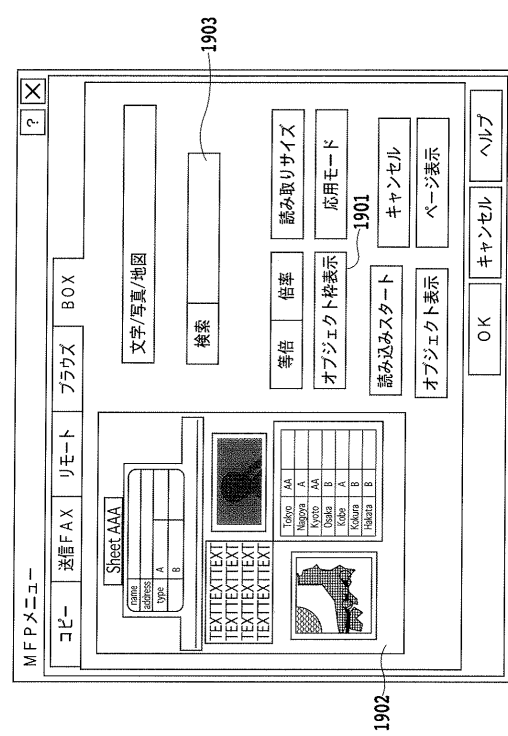 MFPメニュー
? X
コピー 送信FAX リモート ブラウズ BOX
Sheet AAA
name
address
type A
B
TEXTTEXTTEXT
TEXTTEXTTEXT
TEXTTEXTTEXT
TEXTTEXTTEXT
Tokyo AA
Nagoya A
Kyoto AA
Osaka B
Kobe A
Kokura B
Hakata B
文字/写真/地図
検索
等倍 倍率 読み取りサイズ
オブジェクト枠表示 応用モード
読み込みスタート キャンセル
オブジェクト表示 ページ表示
OK キャンセル ヘルプ
1901
1902
1903